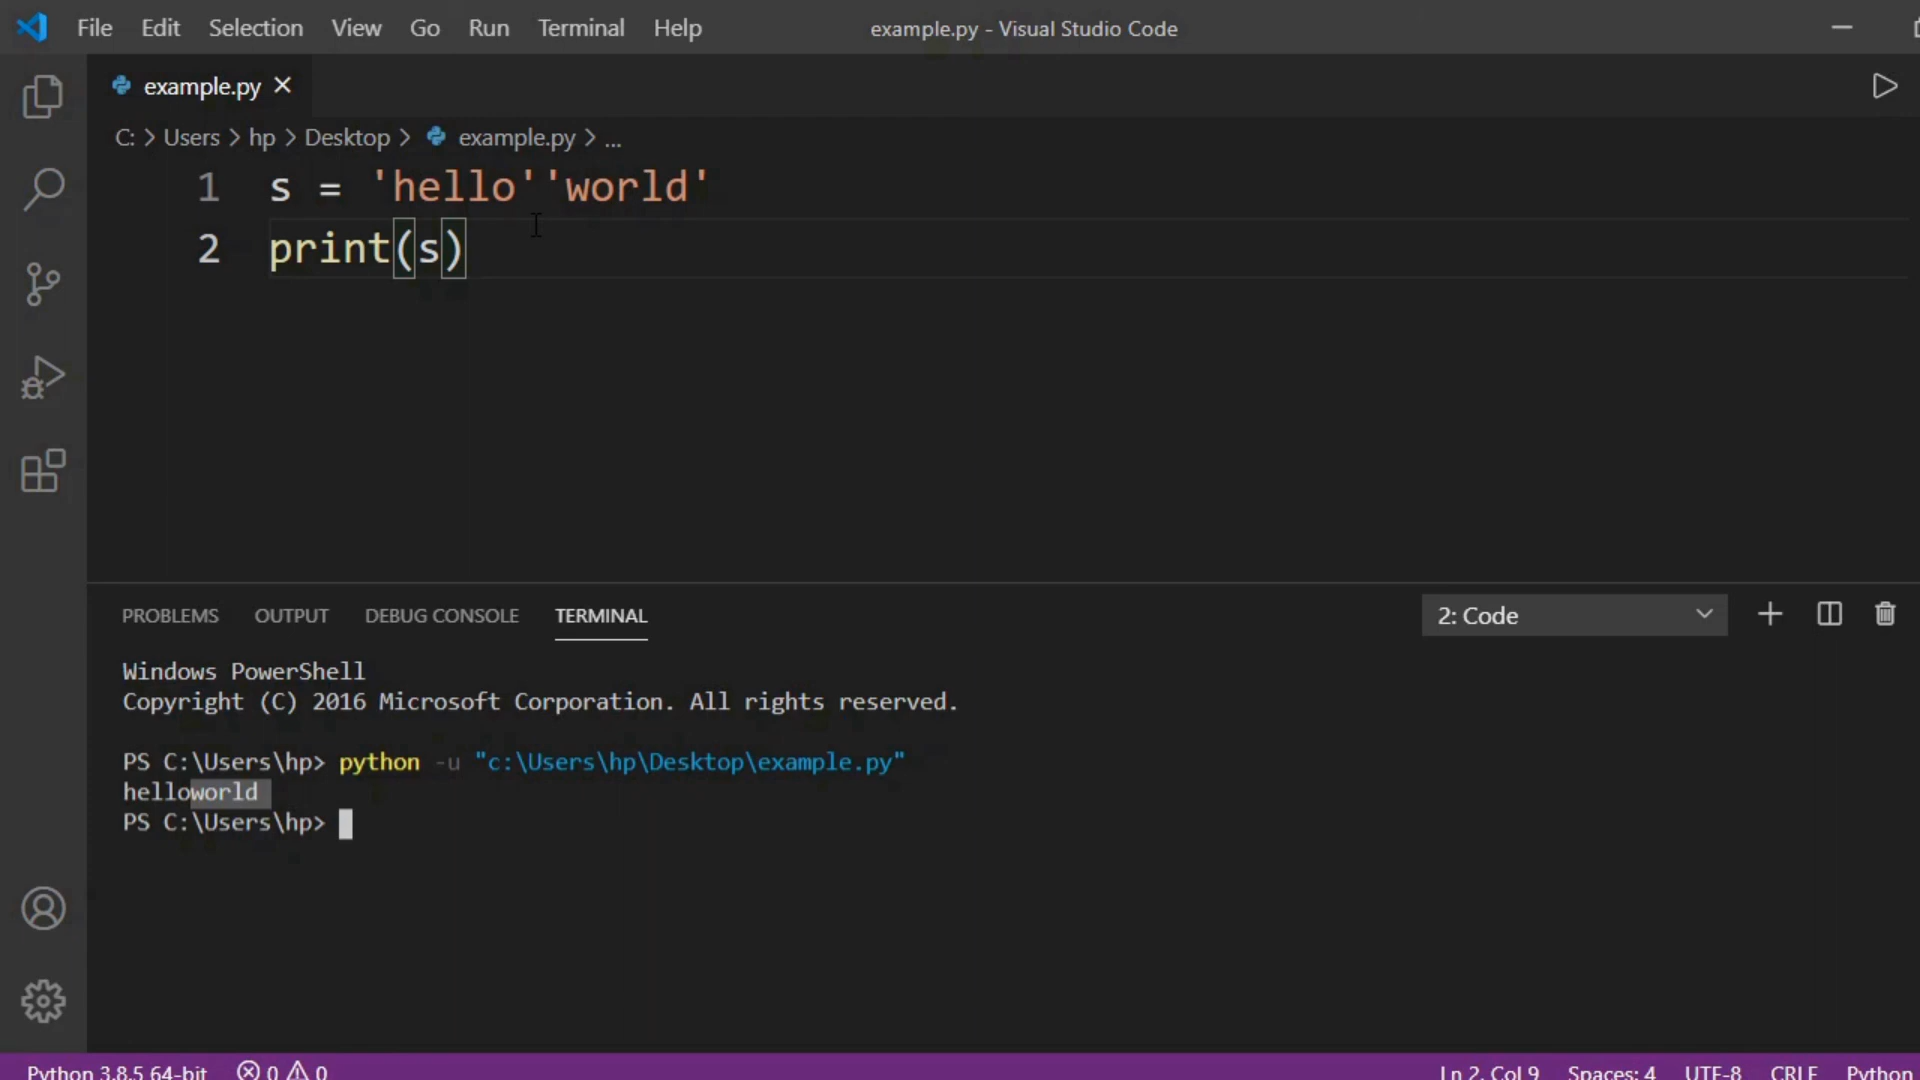 File Edit Selection View Go Run Terminal Help example.py - Visual Studio Code
example.py
C: > Users > hp > Desktop > example.py > ...
1 s = 'hello''world'
2 print(s)
PROBLEMS OUTPUT DEBUG CONSOLE TERMINAL 2: Code
Windows PowerShell
Copyright (C) 2016 Microsoft Corporation. All rights reserved.
PS C:\Users\hp> python -u "c:\Users\hp\Desktop\example.py"
helloworld
PS C:\Users\hp>
Python 3.8.5 64-bit 0 0 Ln 2, Col 9 Spaces: 4 UTF-8 CRLF Python